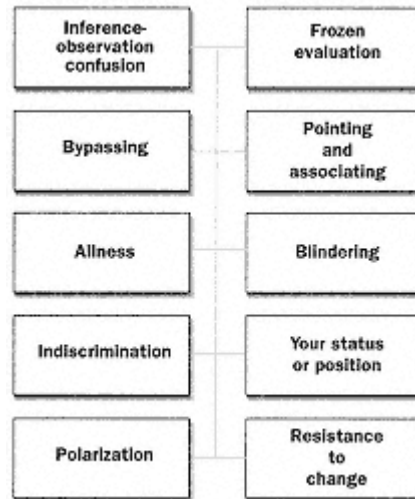 Inference-
observation
confusion
Frozen
evaluation
Bypassing
Pointing
and
associating
Allness
Blindering
Indiscrimination
Your status
or position
Polarization
Resistance
to
change